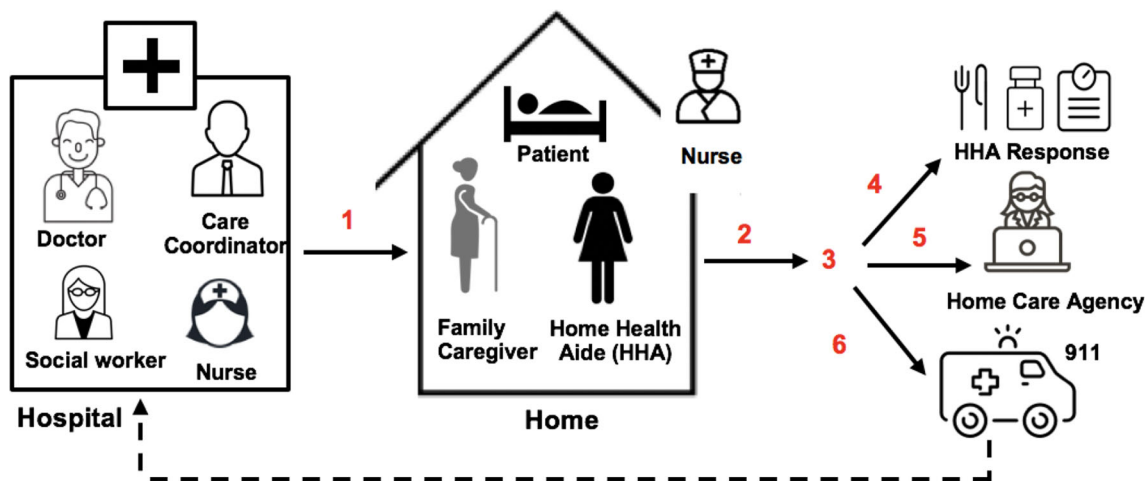 Doctor
Care
Coordinator
Social worker
Nurse
Hospital
1
Patient
Nurse
Family
Caregiver
Home Health
Aide (HHA)
Home
2
3
4
HHA Response
5
Home Care Agency
6
911